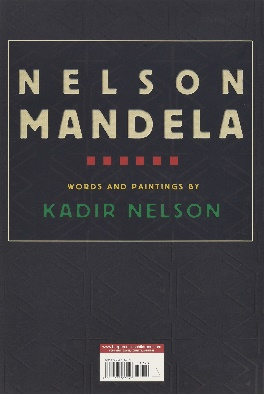 NELSON
MANDELA
WORDS AND PAINTINGS BY
KADIR NELSON